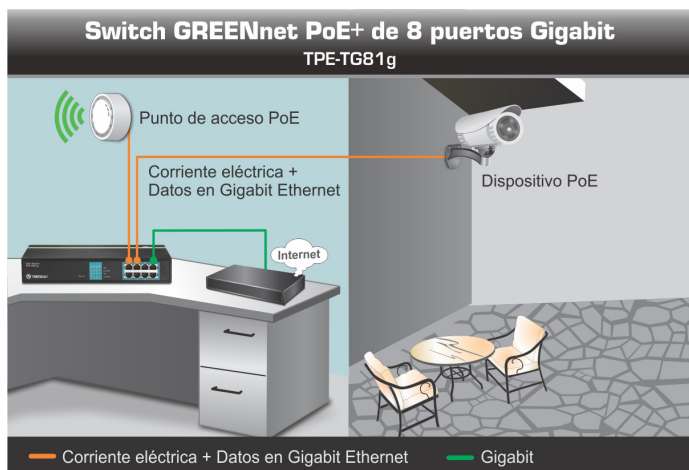 Switch GREENnet PoE+ de 8 puertos Gigabit
TPE-TG81g
Punto de acceso PoE
Corriente eléctrica +
Datos en Gigabit Ethernet
Dispositivo PoE
Internet
TRENDnet
Corriente eléctrica + Datos en Gigabit Ethernet
Gigabit